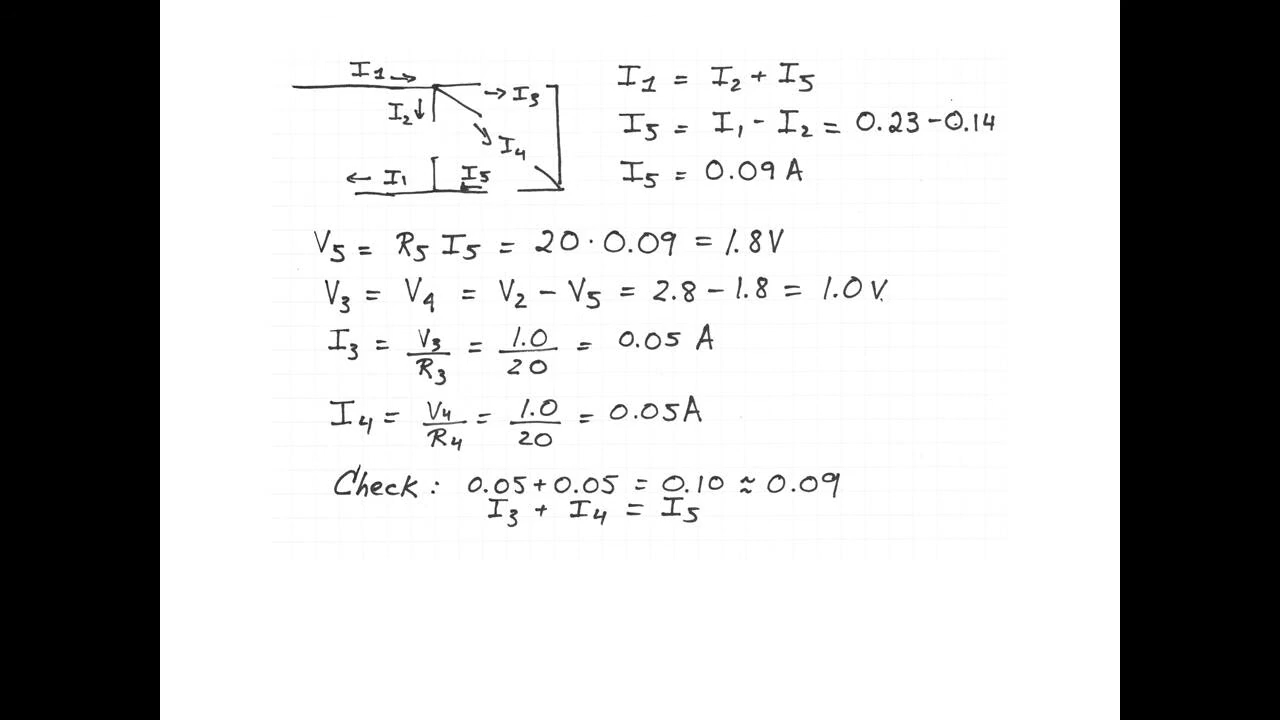 I1 →
I2 ↓
→ I3
I4
← I1
I5
I1 = I2 + I5
I5 = I1 - I2 = 0.23 - 0.14
I5 = 0.09 A
V5 = R5 I5 = 20 · 0.09 = 1.8 V
V3 = V4 = V2 - V5 = 2.8 - 1.8 = 1.0 V.
I3 = V3/R3 = 1.0/20 = 0.05 A
I4 = V4/R4 = 1.0/20 = 0.05 A
Check: 0.05 + 0.05 = 0.10 ≈ 0.09
I3 + I4 = I5